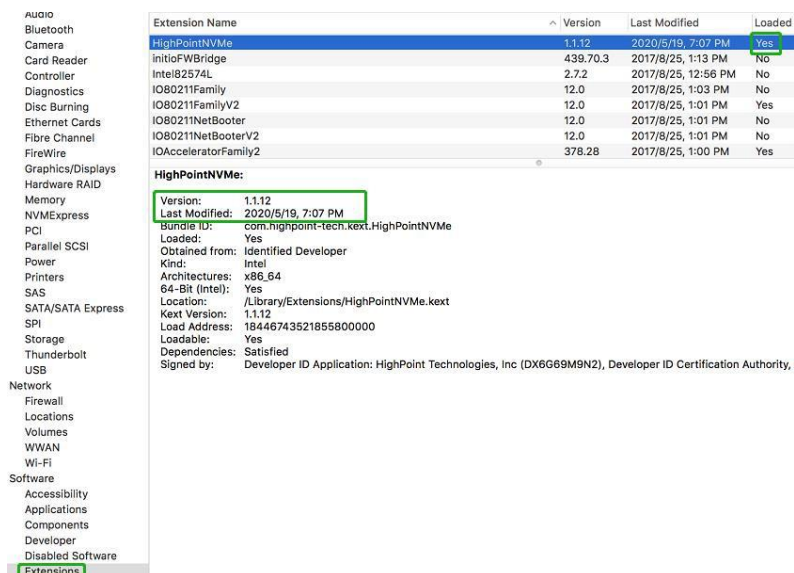 Audio
Bluetooth
Camera
Card Reader
Controller
Diagnostics
Disc Burning
Ethernet Cards
Fibre Channel
FireWire
Graphics/Displays
Hardware RAID
Memory
NVMExpress
PCI
Parallel SCSI
Power
Printers
SAS
SATA/SATA Express
SPI
Storage
Thunderbolt
USB
Network
Firewall
Locations
Volumes
WWAN
Wi-Fi
Software
Accessibility
Applications
Components
Developer
Disabled Software
Extensions
Extension Name Version Last Modified Loaded
HighPointNVMe 1.1.12 2020/5/19, 7:07 PM Yes
initioFWBridge 439.70.3 2017/8/25, 1:13 PM No
Intel82574L 2.7.2 2017/8/25, 12:56 PM No
IO80211Family 12.0 2017/8/25, 1:03 PM No
IO80211FamilyV2 12.0 2017/8/25, 1:01 PM Yes
IO80211NetBooter 12.0 2017/8/25, 1:01 PM No
IO80211NetBooterV2 12.0 2017/8/25, 1:01 PM No
IOAcceleratorFamily2 378.28 2017/8/25, 1:00 PM Yes
HighPointNVMe:
Version: 1.1.12
Last Modified: 2020/5/19, 7:07 PM
Bundle ID: com.highpoint-tech.kext.HighPointNVMe
Loaded: Yes
Obtained from: Identified Developer
Kind: Intel
Architectures: x86_64
64-Bit (Intel): Yes
Location: /Library/Extensions/HighPointNVMe.kext
Kext Version: 1.1.12
Load Address: 18446743521855800000
Loadable: Yes
Dependencies: Satisfied
Signed by: Developer ID Application: HighPoint Technologies, Inc (DX6G69M9N2), Developer ID Certification Authority,